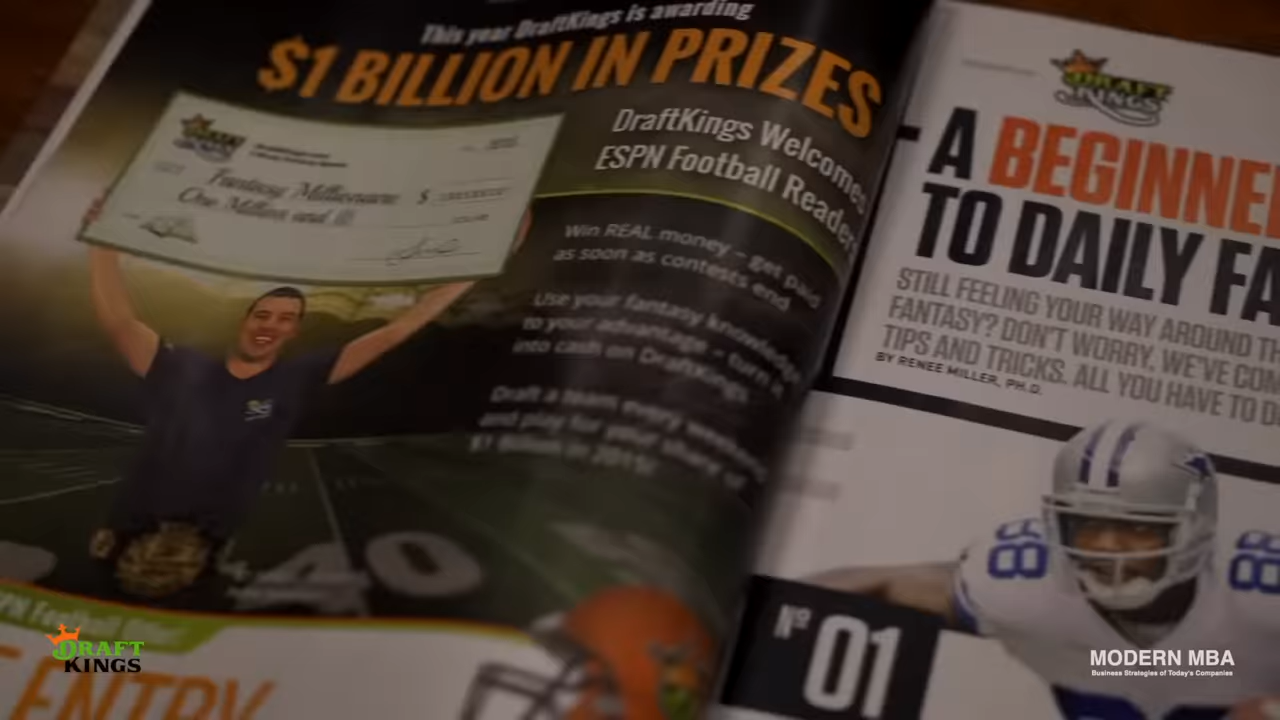 This year DraftKings is awarding
$1 BILLION IN PRIZES
DraftKings Welcomes
ESPN Football Readers
Fantasy Millionaire $
One Million and
Win REAL money – get paid
as soon as contests end
Use your fantasy knowledge
to your advantage – turn it
into cash on DraftKings
Draft a team every week
and play for your share of
$1 Billion in 2015!
40
ENTRY
DRAFT
KINGS
DRAFT
KINGS
A BEGINNE
TO DAILY FA
STILL FEELING YOUR WAY AROUND TH
FANTASY? DON'T WORRY, WE'VE COM
TIPS AND TRICKS. ALL YOU HAVE TO D
BY RENEE MILLER, PH.D.
88
Nº 01
MODERN MBA
Business Strategies of Today's Companies